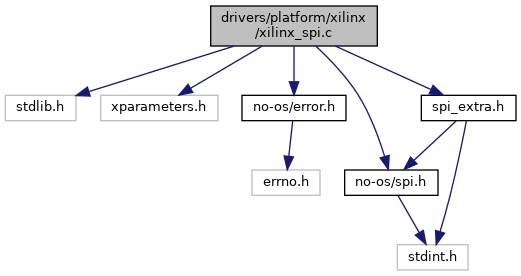 drivers/platform/xilinx
/xilinx_spi.c
stdlib.h
xparameters.h
no-os/error.h
spi_extra.h
errno.h
no-os/spi.h
stdint.h